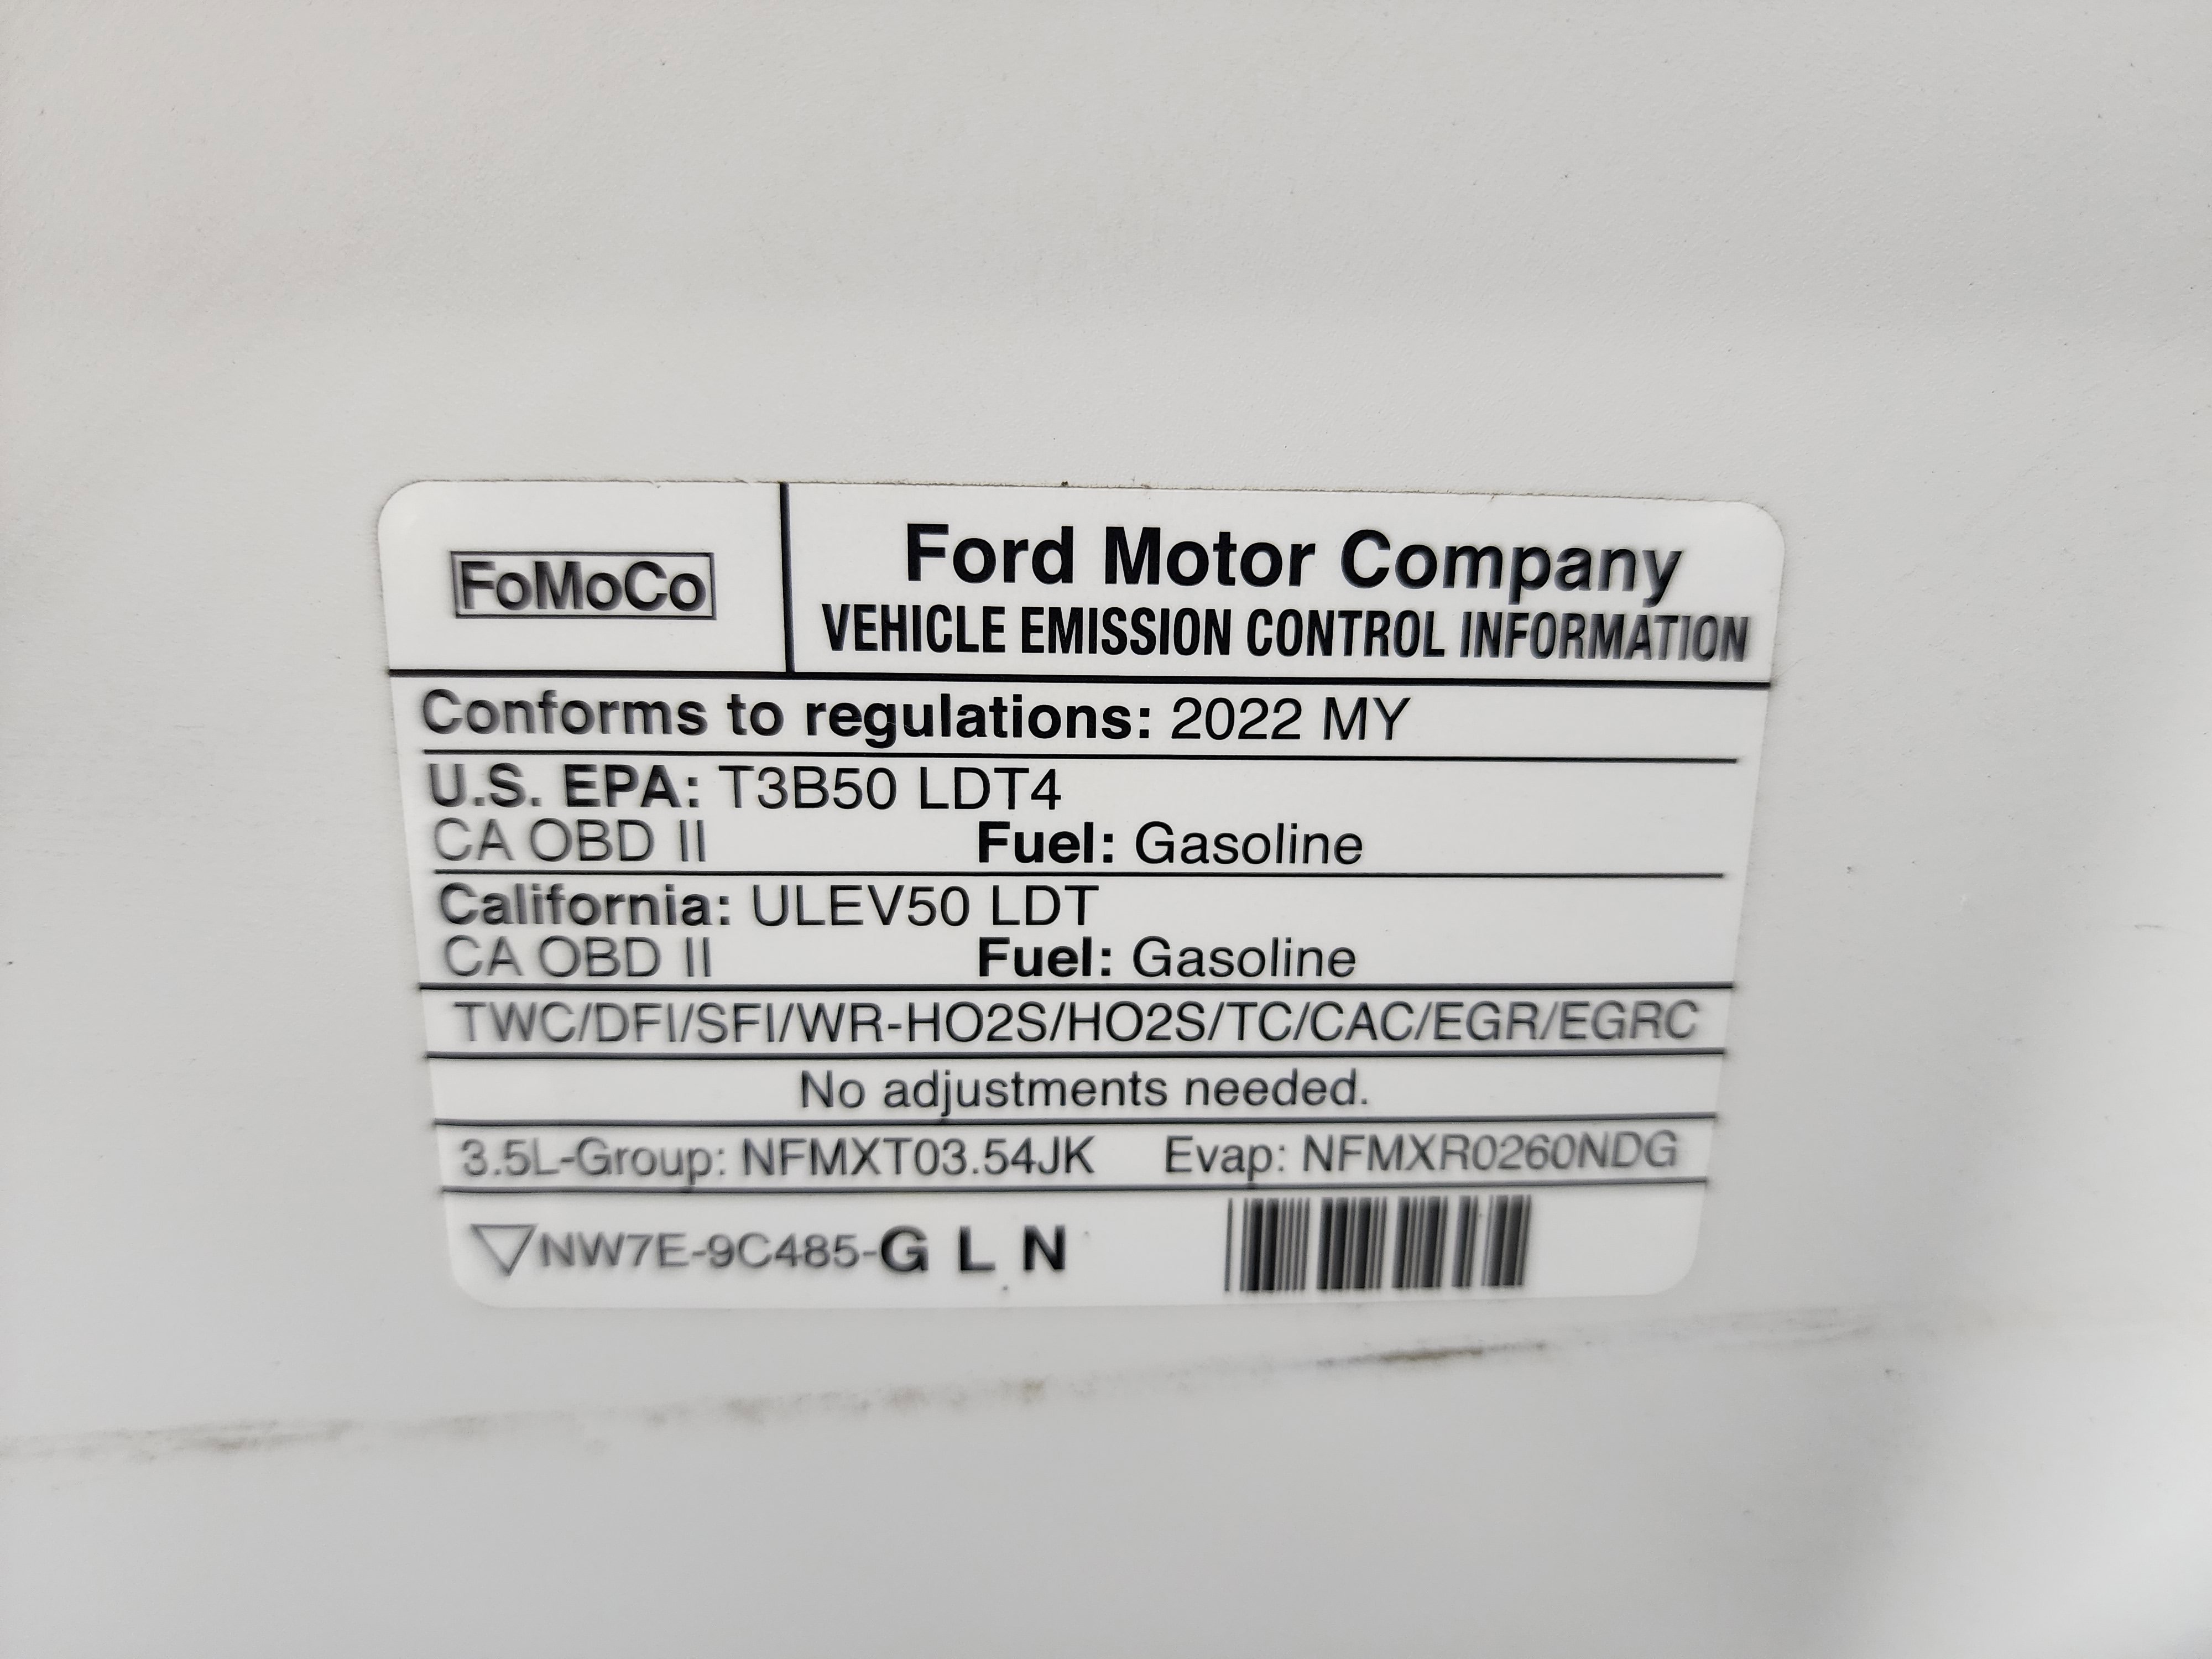 FoMoCo
Ford Motor Company
VEHICLE EMISSION CONTROL INFORMATION
Conforms to regulations: 2022 MY
U.S. EPA: T3B50 LDT4
CA OBD II Fuel: Gasoline
California: ULEV50 LDT
CA OBD II Fuel: Gasoline
TWC/DFI/SFI/WR-HO2S/HO2S/TC/CAC/EGR/EGRC
No adjustments needed.
3.5L-Group: NFMXT03.54JK Evap: NFMXR0260NDG
NW7E-9C485-G L N